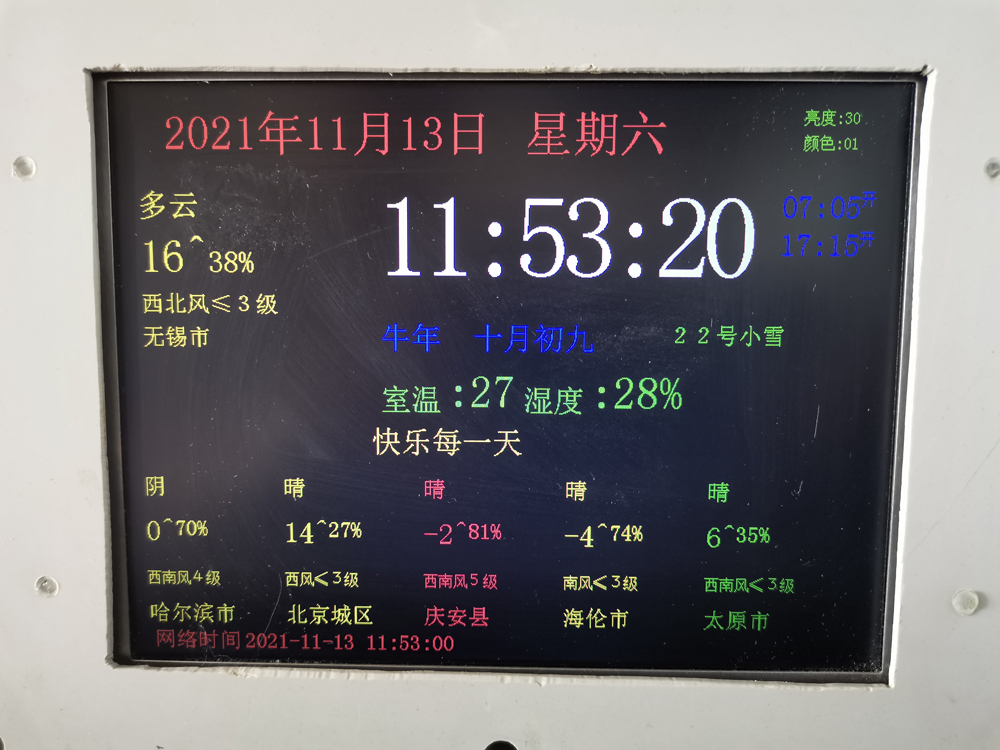 2021年11月13日 星期六
亮度:30
颜色:01
多云
11:53:20
07:05开
17:15开
16^38%
西北风≤3级
无锡市
牛年 十月初九 22号小雪
室温:27 湿度:28%
快乐每一天
阴 晴 晴 晴 晴
0^70% 14^27% -2^81% -4^74% 6^35%
西南风4级 西风≤3级 西南风5级 南风≤3级 西南风≤3级
哈尔滨市 北京城区 庆安县 海伦市 太原市
网络时间2021-11-13 11:53:00